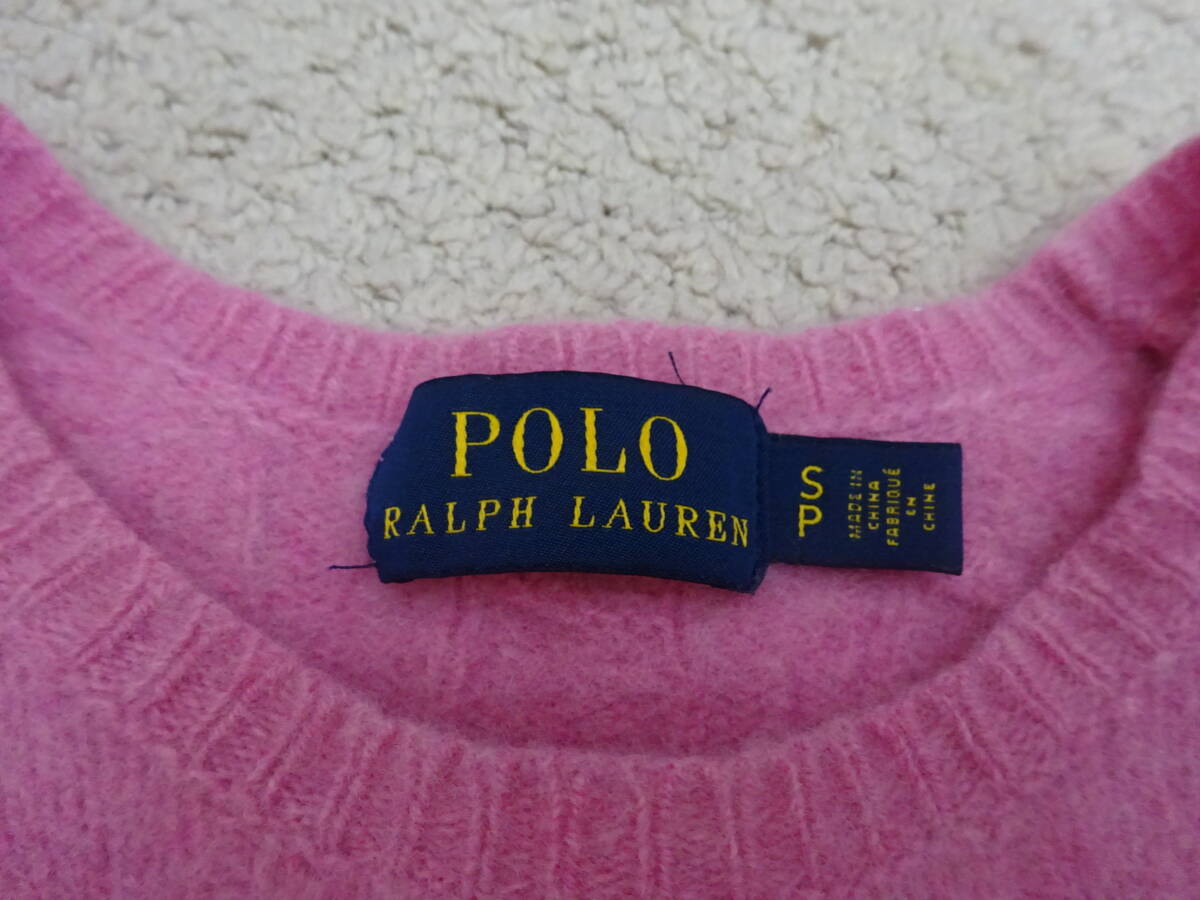 POLO
RALPH LAUREN
S
P
MADE IN
CHINA
FABRIQUÉ
EN
CHINE